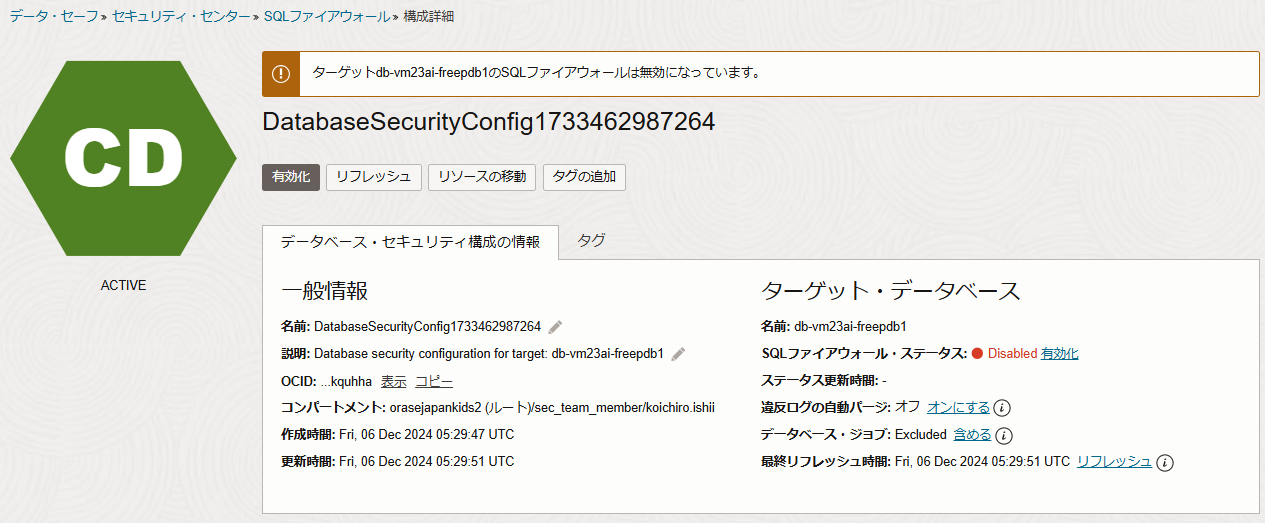 データ・セーフ » セキュリティ・センター » SQLファイアウォール » 構成詳細
CD
ACTIVE
ターゲットdb-vm23ai-freepdb1のSQLファイアウォールは無効になっています。
DatabaseSecurityConfig1733462987264
有効化 リフレッシュ リソースの移動 タグの追加
データベース・セキュリティ構成の情報 タグ
一般情報
名前: DatabaseSecurityConfig1733462987264
説明: Database security configuration for target: db-vm23ai-freepdb1
OCID: ...kquhha 表示 コピー
コンパートメント: orasejapankids2 (ルート)/sec_team_member/koichiro.ishii
作成時間: Fri, 06 Dec 2024 05:29:47 UTC
更新時間: Fri, 06 Dec 2024 05:29:51 UTC
ターゲット・データベース
名前: db-vm23ai-freepdb1
SQLファイアウォール・ステータス: Disabled 有効化
ステータス更新時間: -
違反ログの自動パージ: オフ オンにする
データベース・ジョブ: Excluded 含める
最終リフレッシュ時間: Fri, 06 Dec 2024 05:29:51 UTC リフレッシュ